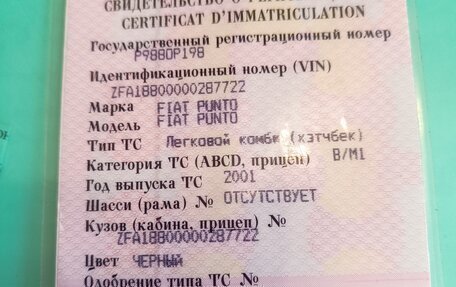 СВИДЕТЕЛЬСТВО О
CERTIFICAT D'IMMATRICULATION
Государственный регистрационный номер
Р988ОР198
Идентификационный номер (VIN)
ZFA18800000287722
Марка FIAT PUNTO
Модель FIAT PUNTO
Тип ТС Легковой комби (хэтчбек)
Категория ТС (ABCD, прицеп) B/M1
Год выпуска ТС 2001
Шасси (рама) № ОТСУТСТВУЕТ
Кузов (кабина, прицеп) №
ZFA18800000287722
Цвет ЧЕРНЫЙ
Одобрение типа ТС №